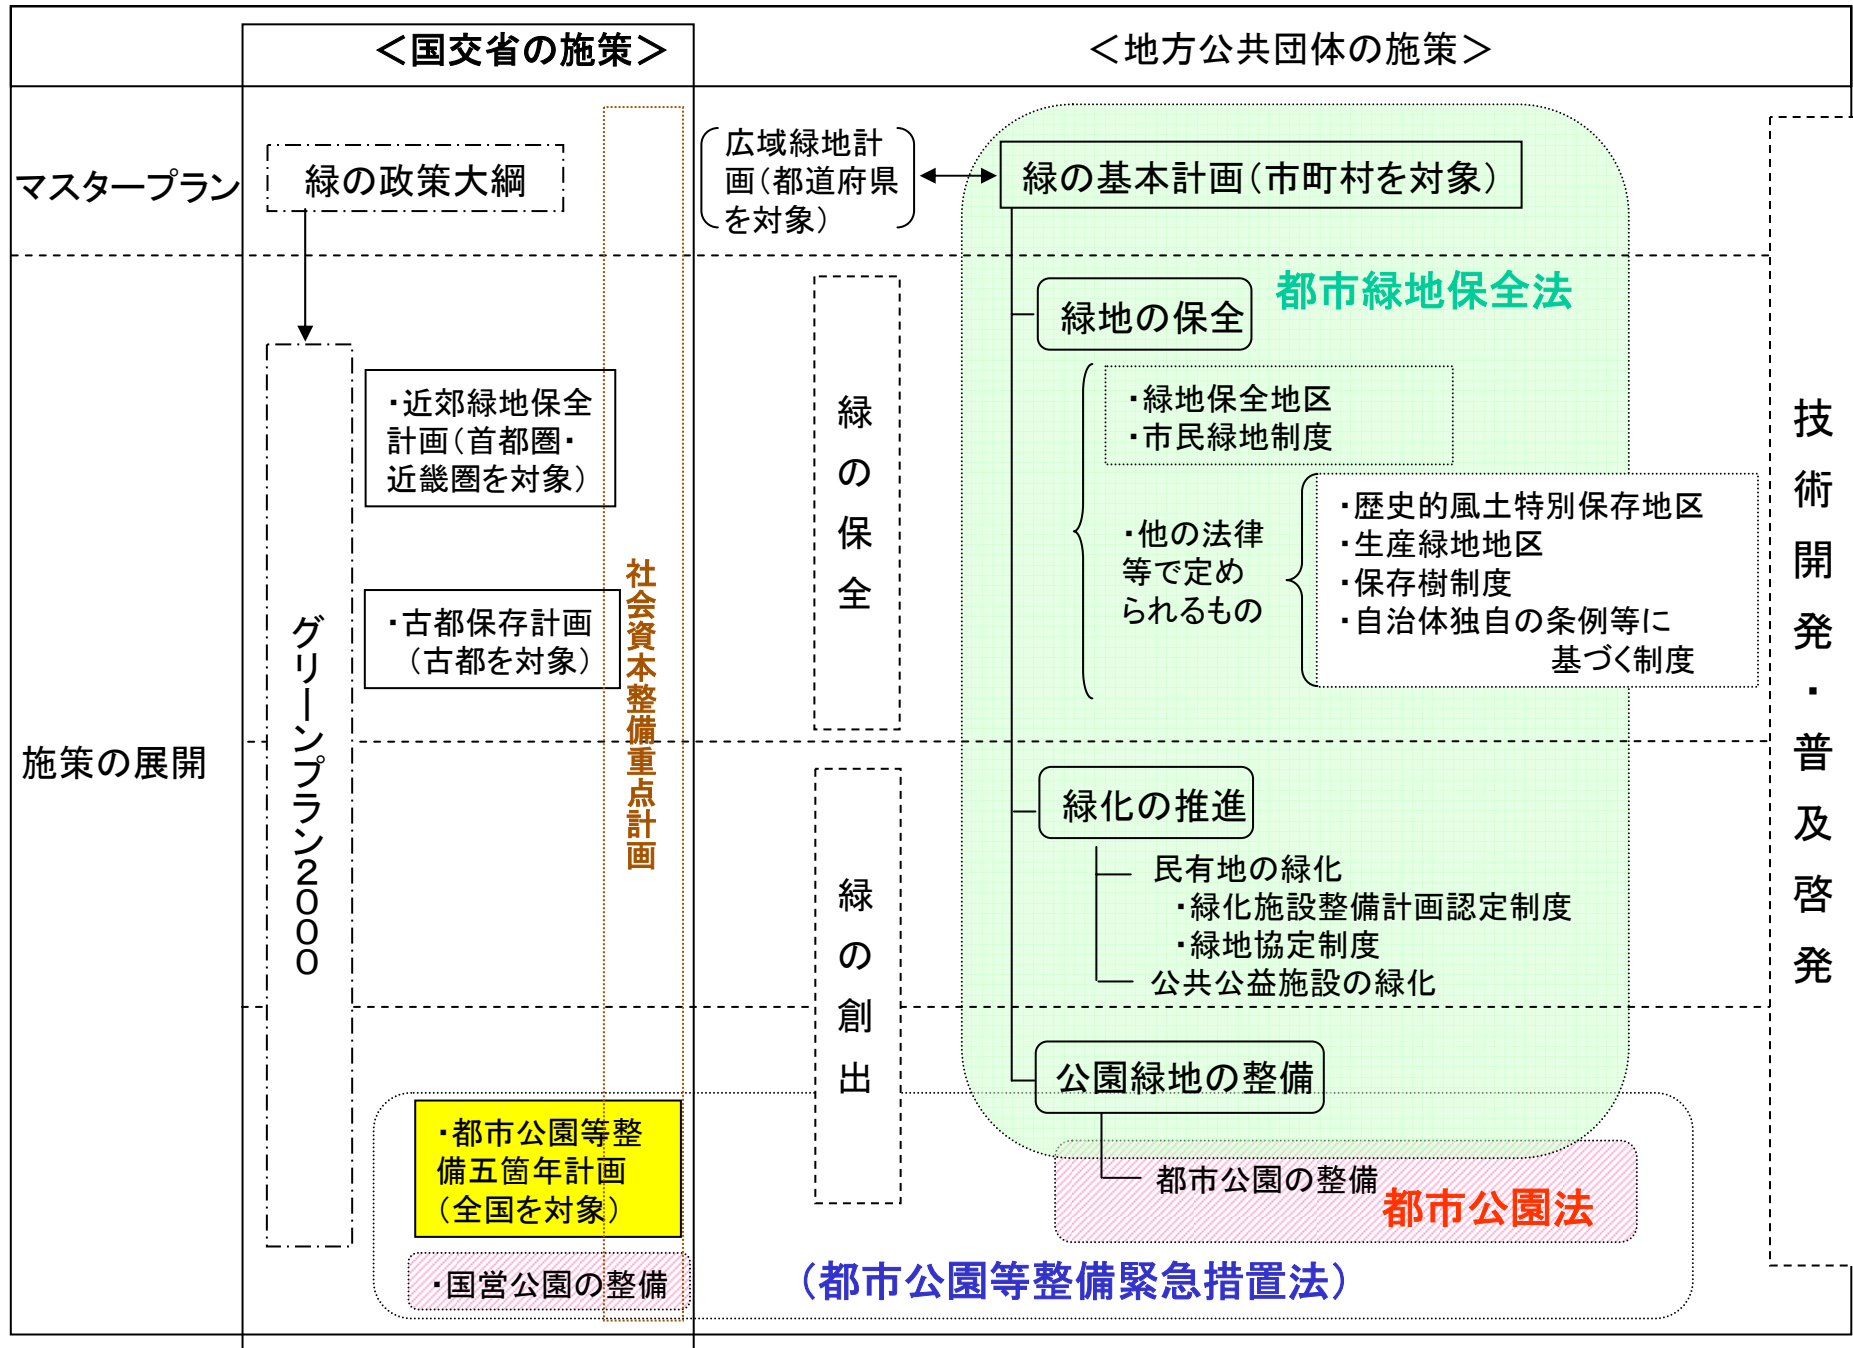 ＜国交省の施策＞
＜地方公共団体の施策＞
マスタープラン
緑の政策大綱
広域緑地計
画（都道府県
を対象）
緑の基本計画（市町村を対象）
都市緑地保全法
緑地の保全
・近郊緑地保全
計画（首都圏・
近畿圏を対象）
・古都保存計画
（古都を対象）
グリーンプラン２０００
社会資本整備重点計画
緑の保全
・緑地保全地区
・市民緑地制度
・他の法律
等で定め
られるもの
・歴史的風土特別保存地区
・生産緑地地区
・保存樹制度
・自治体独自の条例等に
基づく制度
技術開発・普及啓発
施策の展開
緑の創出
緑化の推進
民有地の緑化
・緑化施設整備計画認定制度
・緑地協定制度
公共公益施設の緑化
公園緑地の整備
・都市公園等整
備五箇年計画
（全国を対象）
都市公園の整備
都市公園法
・国営公園の整備
（都市公園等整備緊急措置法）